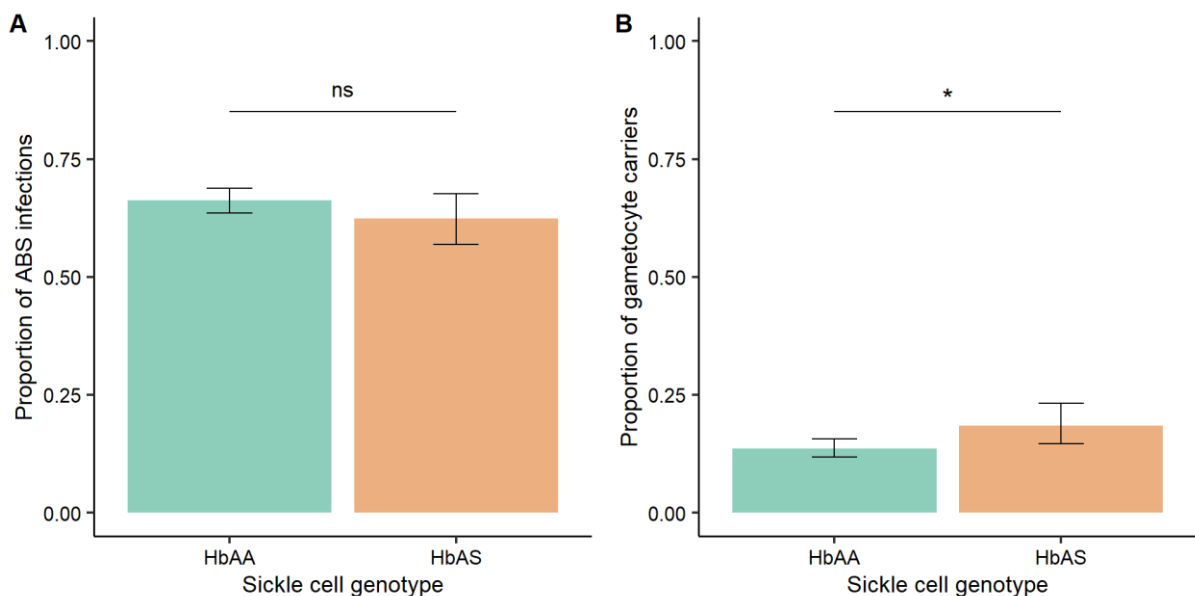 A
Proportion of ABS infections
1.00
0.75
0.50
0.25
0.00
ns
HbAA
HbAS
Sickle cell genotype
B
Proportion of gametocyte carriers
1.00
0.75
0.50
0.25
0.00
*
HbAA
HbAS
Sickle cell genotype